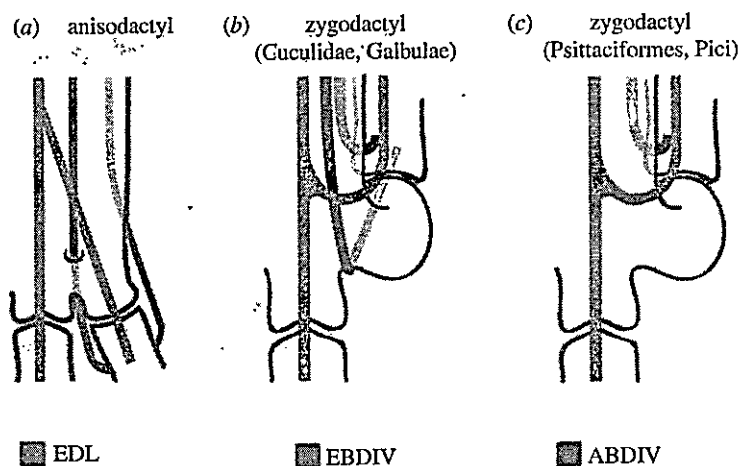 (a) anisodactyl
(b) zygodactyl
(Cuculidae, Galbulae)
(c) zygodactyl
(Psittaciformes, Pici)
EDL
EBDIV
ABDIV